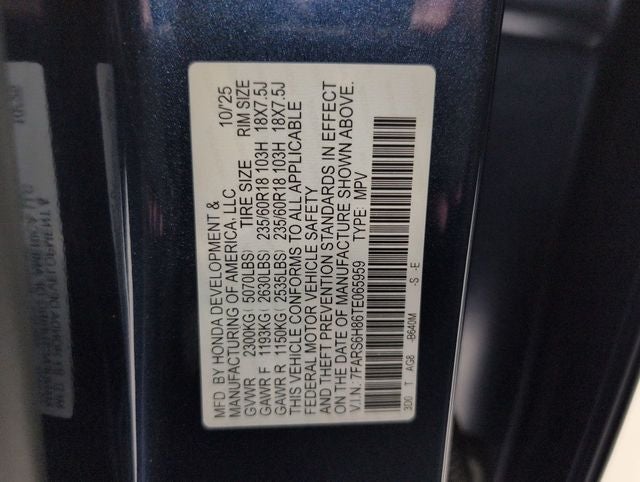 MFD. BY HONDA DEVELOPMENT & 10/'25
MANUFACTURING OF AMERICA, LLC
TIRE SIZE RIM SIZE
GVWR 2300KG ( 5070LBS)
GAWR F 1193KG ( 2630LBS) 235/60R18 103H 18X7.5J
GAWR R 1150KG ( 2535LBS) 235/60R18 103H 18X7.5J
THIS VEHICLE CONFORMS TO ALL APPLICABLE
FEDERAL MOTOR VEHICLE SAFETY
AND THEFT PREVENTION STANDARDS IN EFFECT
ON THE DATE OF MANUFACTURE SHOWN ABOVE.
V.I.N.: 7FARS6H86TE065959 TYPE: MPV
3D0 T AG8 -B640M -S -E